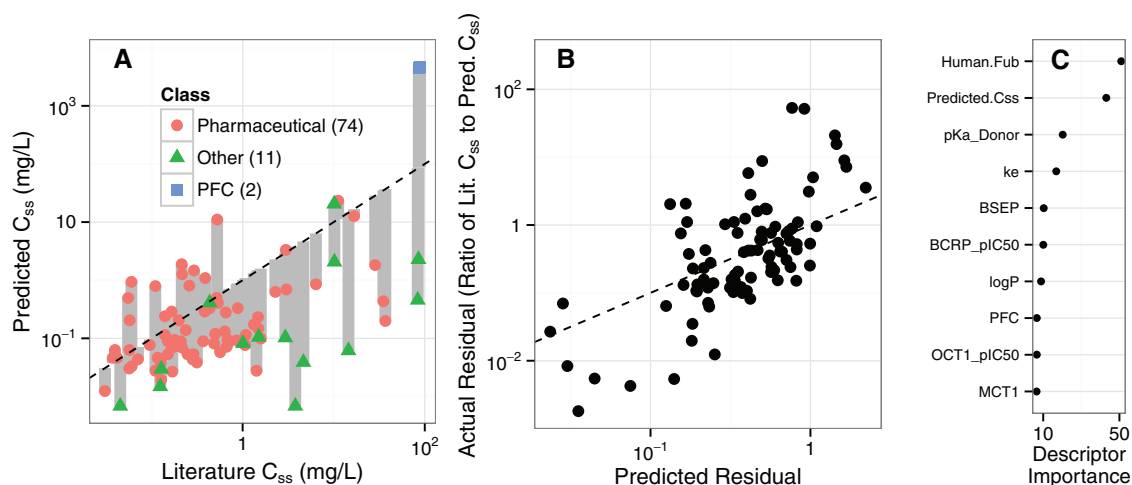 A
Class
Pharmaceutical (74)
Other (11)
PFC (2)
Predicted Css (mg/L)
10³
10
10⁻¹
1
10²
Literature Css (mg/L)
B
Actual Residual (Ratio of Lit. Css to Pred. Css)
10²
1
10⁻²
10⁻¹
1
Predicted Residual
C
Human.Fub
Predicted.Css
pKa_Donor
ke
BSEP
BCRP_pIC50
logP
PFC
OCT1_pIC50
MCT1
10 50
Descriptor
Importance